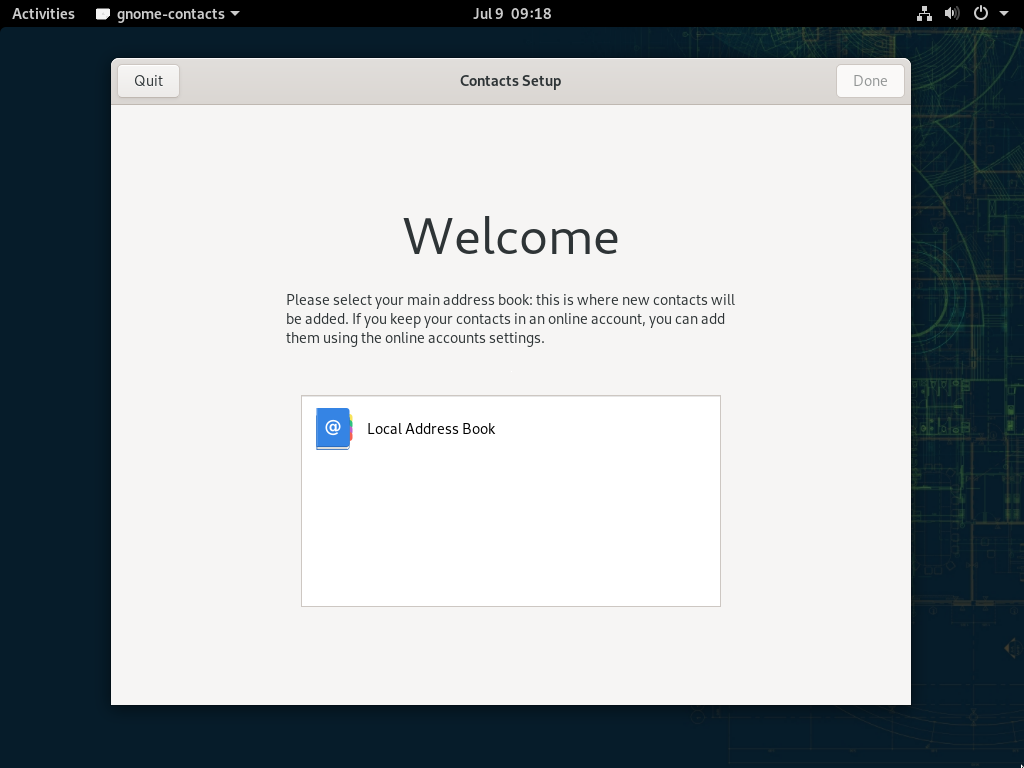 Activities gnome-contacts Jul 9 09:18
Quit Contacts Setup Done
Welcome
Please select your main address book: this is where new contacts will
be added. If you keep your contacts in an online account, you can add
them using the online accounts settings.
@ Local Address Book